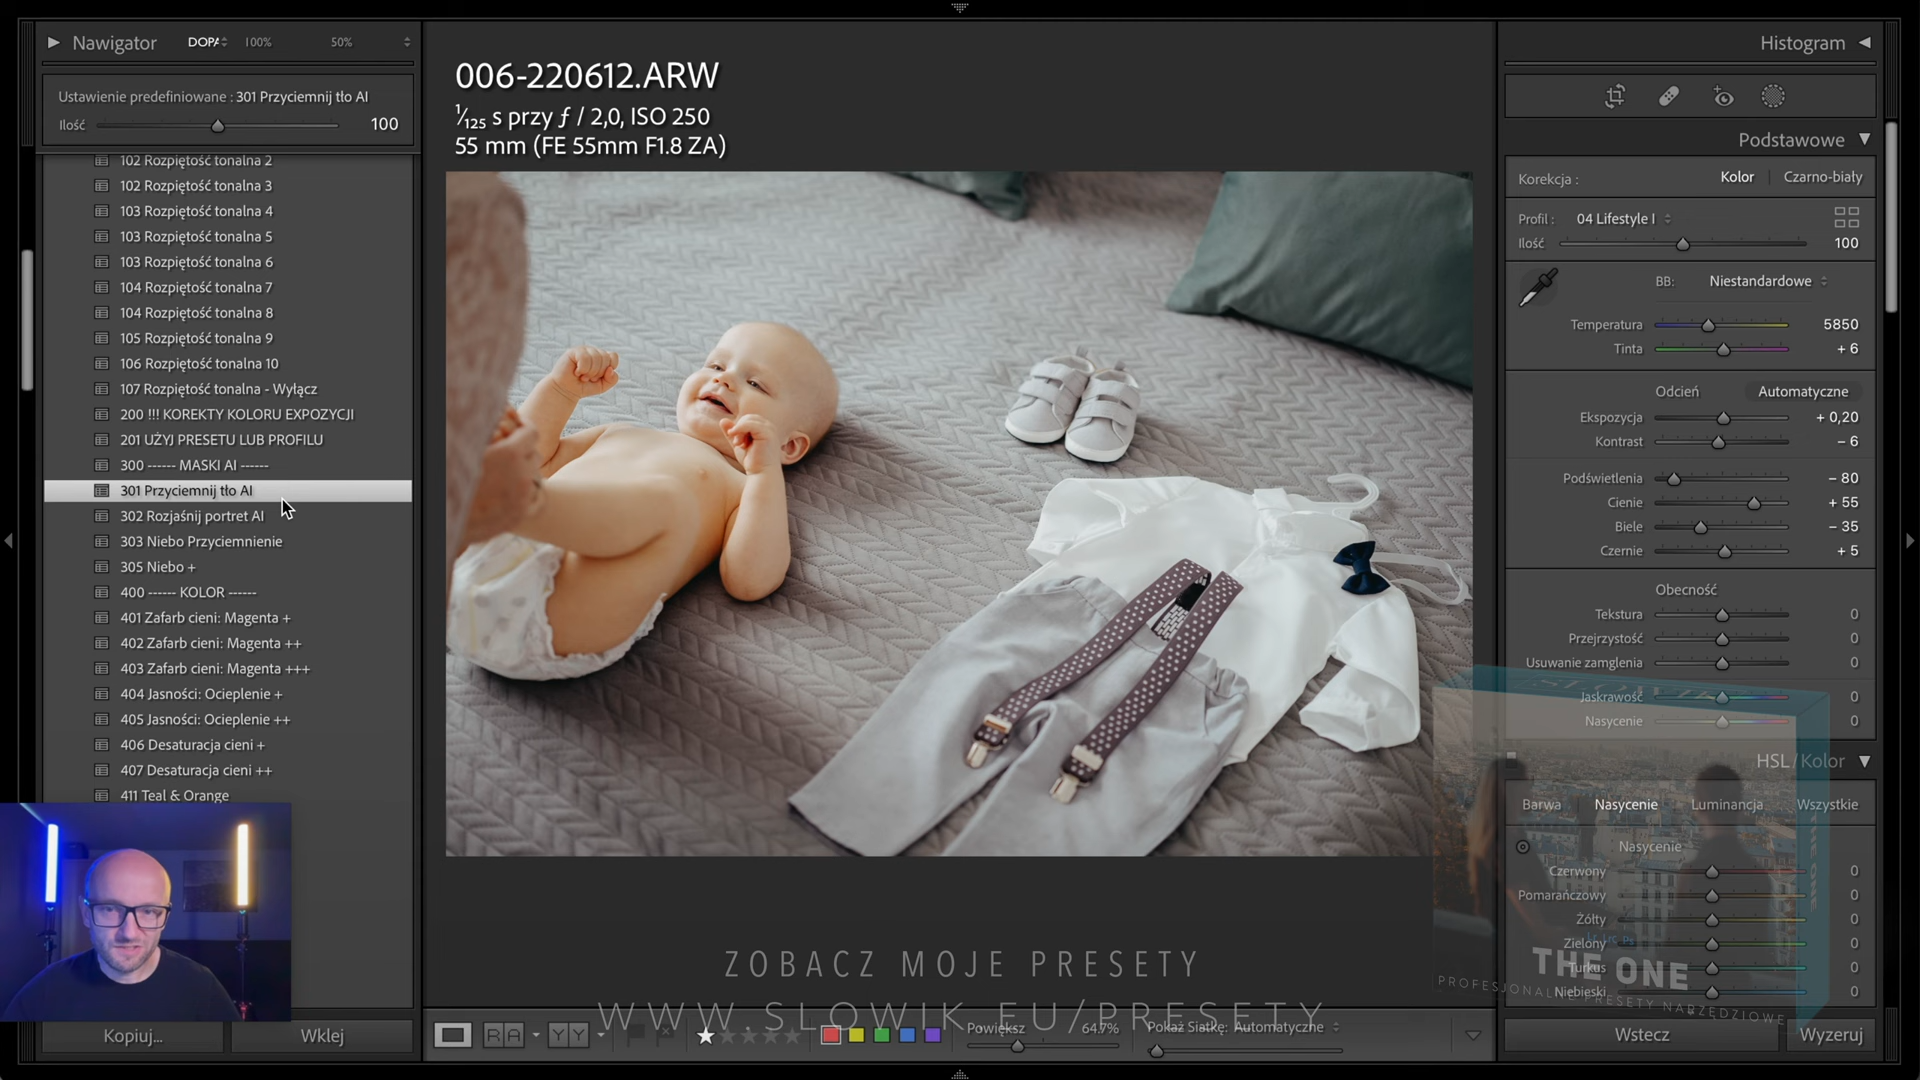 Nawigator DOPA 100% 50%
Ustawienie predefiniowane : 301 Przyciemnij tło AI
Ilość 100
102 Rozpiętość tonalna 2
102 Rozpiętość tonalna 3
103 Rozpiętość tonalna 4
103 Rozpiętość tonalna 5
103 Rozpiętość tonalna 6
104 Rozpiętość tonalna 7
104 Rozpiętość tonalna 8
105 Rozpiętość tonalna 9
106 Rozpiętość tonalna 10
107 Rozpiętość tonalna - Wyłącz
200 !!! KOREKTY KOLORU EXPOZYCJI
201 UŻYJ PRESETU LUB PROFILU
300 ------ MASKI AI ------
301 Przyciemnij tło AI
302 Rozjaśnij portret AI
303 Niebo Przyciemnienie
305 Niebo +
400 ------ KOLOR ------
401 Zafarb cieni: Magenta +
402 Zafarb cieni: Magenta ++
403 Zafarb cieni: Magenta +++
404 Jasności: Ocieplenie +
405 Jasności: Ocieplenie ++
406 Desaturacja cieni +
407 Desaturacja cieni ++
411 Teal & Orange
Kopiuj... Wklej
006-220612.ARW
1/125 s przy ƒ / 2,0, ISO 250
55 mm (FE 55mm F1.8 ZA)
ZOBACZ MOJE PRESETY
WWW.SLOWIK.EU/PRESETY
RA YY Powiększ 64.7% Pokaż Siatkę: Automatyczne
Histogram
Podstawowe
Korekcja : Kolor Czarno-biały
Profil : 04 Lifestyle I
Ilość 100
BB: Niestandardowe
Temperatura 5850
Tinta + 6
Odcień Automatyczne
Ekspozycja + 0,20
Kontrast – 6
Podświetlenia – 80
Cienie + 55
Biele – 35
Czernie + 5
Obecność
Tekstura 0
Przejrzystość 0
Usuwanie zamglenia 0
Jaskrawość 0
Nasycenie 0
HSL / Kolor
Barwa Nasycenie Luminancja Wszystkie
Nasycenie
Czerwony 0
Pomarańczowy 0
Żółty 0
Zielony 0
Turkus 0
Niebieski 0
THE ONE
PROFESJONALNE PRESETY NARZĘDZIOWE
Wstecz Wyzeruj